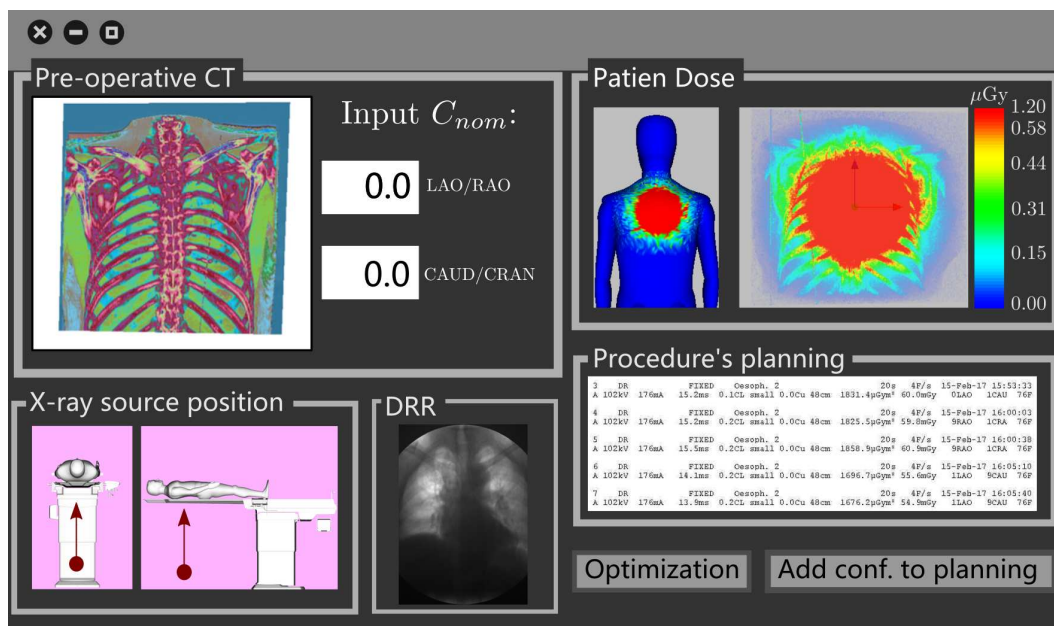 Pre-operative CT
Input C_nom:
0.0 LAO/RAO
0.0 CAUD/CRAN
Patien Dose
μGy
1.20
0.58
0.44
0.31
0.15
0.00
X-ray source position
DRR
Procedure's planning
3 DR FIXED Oesoph. 2 20s 4F/s 15-Feb-17 15:53:33
A 102kV 176mA 15.2ms 0.1CL small 0.0Cu 48cm 1831.4μGym² 60.0mGy 0LAO 1CAU 76F
4 DR FIXED Oesoph. 2 20s 4F/s 15-Feb-17 16:00:03
A 102kV 176mA 15.2ms 0.2CL small 0.0Cu 48cm 1825.5μGym² 59.8mGy 9RAO 1CRA 76F
5 DR FIXED Oesoph. 2 20s 4F/s 15-Feb-17 16:00:38
A 102kV 176mA 15.5ms 0.2CL small 0.0Cu 48cm 1858.9μGym² 60.9mGy 9RAO 1CRA 76F
6 DR FIXED Oesoph. 2 20s 4F/s 15-Feb-17 16:05:10
A 102kV 176mA 14.1ms 0.2CL small 0.0Cu 48cm 1696.7μGym² 55.6mGy 1LAO 9CAU 76F
7 DR FIXED Oesoph. 2 20s 4F/s 15-Feb-17 16:05:40
A 102kV 176mA 13.9ms 0.2CL small 0.0Cu 48cm 1676.2μGym² 54.9mGy 1LAO 9CAU 76F
Optimization
Add conf. to planning